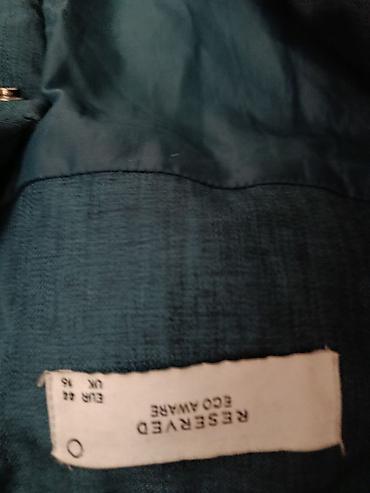 RESERVED
ECO AWARE
EUR 44
UK 16